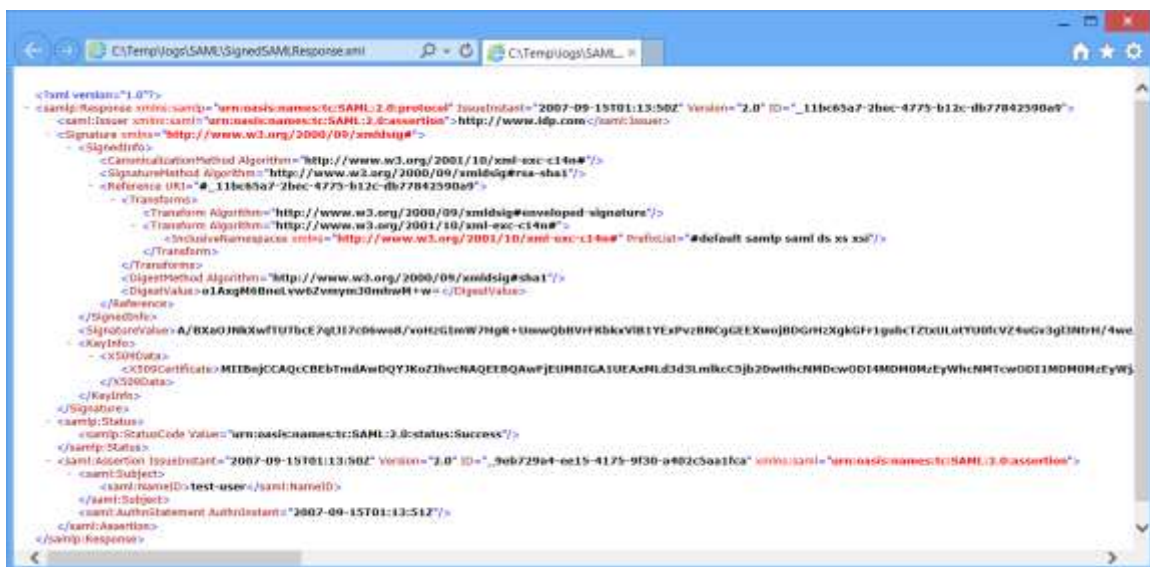 C:\Temp\logs\SAML\SignedSAMLResponse.xml
C:\Temp\logs\SAML...
<?xml version="1.0"?>
- <samlp:Response xmlns:samlp="urn:oasis:names:tc:SAML:2.0:protocol" IssueInstant="2007-09-15T01:13:50Z" Version="2.0" ID="_11bc65a7-2bec-4775-b12c-db77842590a9">
<saml:Issuer xmlns:saml="urn:oasis:names:tc:SAML:2.0:assertion">http://www.idp.com</saml:Issuer>
- <Signature xmlns="http://www.w3.org/2000/09/xmldsig#">
- <SignedInfo>
<CanonicalizationMethod Algorithm="http://www.w3.org/2001/10/xml-exc-c14n#"/>
<SignatureMethod Algorithm="http://www.w3.org/2000/09/xmldsig#rsa-sha1"/>
- <Reference URI="#_11bc65a7-2bec-4775-b12c-db77842590a9">
- <Transforms>
<Transform Algorithm="http://www.w3.org/2000/09/xmldsig#enveloped-signature"/>
- <Transform Algorithm="http://www.w3.org/2001/10/xml-exc-c14n#">
<InclusiveNamespaces xmlns="http://www.w3.org/2001/10/xml-exc-c14n#" PrefixList="#default samlp saml ds xs xsi"/>
</Transform>
</Transforms>
<DigestMethod Algorithm="http://www.w3.org/2000/09/xmldsig#sha1"/>
<DigestValue></DigestValue>
</Reference>
</SignedInfo>
<SignatureValue>
- <KeyInfo>
- <X509Data>
<X509Certificate>
</X509Data>
</KeyInfo>
</Signature>
- <samlp:Status>
<samlp:StatusCode Value="urn:oasis:names:tc:SAML:2.0:status:Success"/>
</samlp:Status>
- <saml:Assertion IssueInstant="2007-09-15T01:13:50Z" Version="2.0" ID="_9eb729a4-ee15-4175-9f30-a402c5aa1fca" xmlns:saml="urn:oasis:names:tc:SAML:2.0:assertion">
- <saml:Subject>
<saml:NameID>test-user</saml:NameID>
</saml:Subject>
<saml:AuthnStatement AuthnInstant="2007-09-15T01:13:51Z"/>
</saml:Assertion>
</samlp:Response>